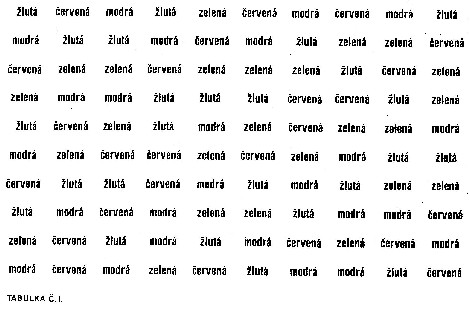 žlutá červená modrá žlutá zelená červená modrá červená modrá žlutá
modrá žlutá žlutá modrá červená modrá žlutá zelená zelená červená
červená zelená zelená červená zelená zelená zelená žlutá červená zelená
zelená modrá modrá žlutá žlutá žlutá červená červená žlutá zelená
žlutá červená zelená žlutá modrá zelená červená zelená zelená modrá
modrá zelená červená červená zelená červená zelená modrá žlutá žlutá
červená žlutá žlutá červená modrá žlutá modrá žlutá zelená zelená
žlutá modrá červená modrá zelená zelená žlutá modrá modrá červená
zelená červená žlutá modrá žlutá modrá červená zelená červená modrá
modrá červená modrá zelená červená žlutá modrá modrá žlutá červená
TABULKA Č. I.